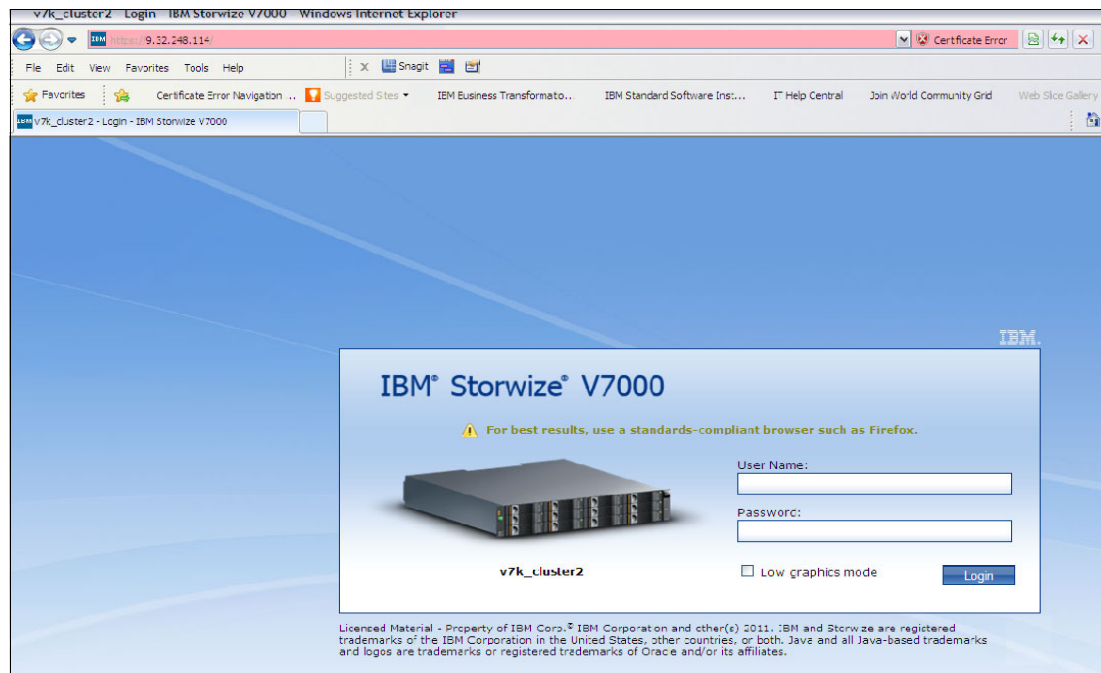 v7k_cluster2 Login IBM Storwize V7000 Windows Internet Explorer
IBM https://9.32.248.114/ Certficate Error
File Edit View Favorites Tools Help X Snagit
Favorites Certificate Error Navigation .. Suggested Sites IBM Business Transformato... IBM Standard Software Inst... IT Help Central Join World Community Grid Web Slice Gallery
IBM v7k_cluster2 - Login - IBM Storwize V7000
IBM.
IBM® Storwize® V7000
For best results, use a standards-compliant browser such as Firefox.
User Name:
Password:
v7k_cluster2
Low graphics mode
Login
Licenced Material - Property of IBM Corp.© IBM Corporation and other(s) 2011. IBM and Storwize are registered
trademarks of the IBM Corporation in the United States, other countries, or both. Java and all Java-based trademarks
and logos are trademarks or registered trademarks of Oracle and/or its affiliates.